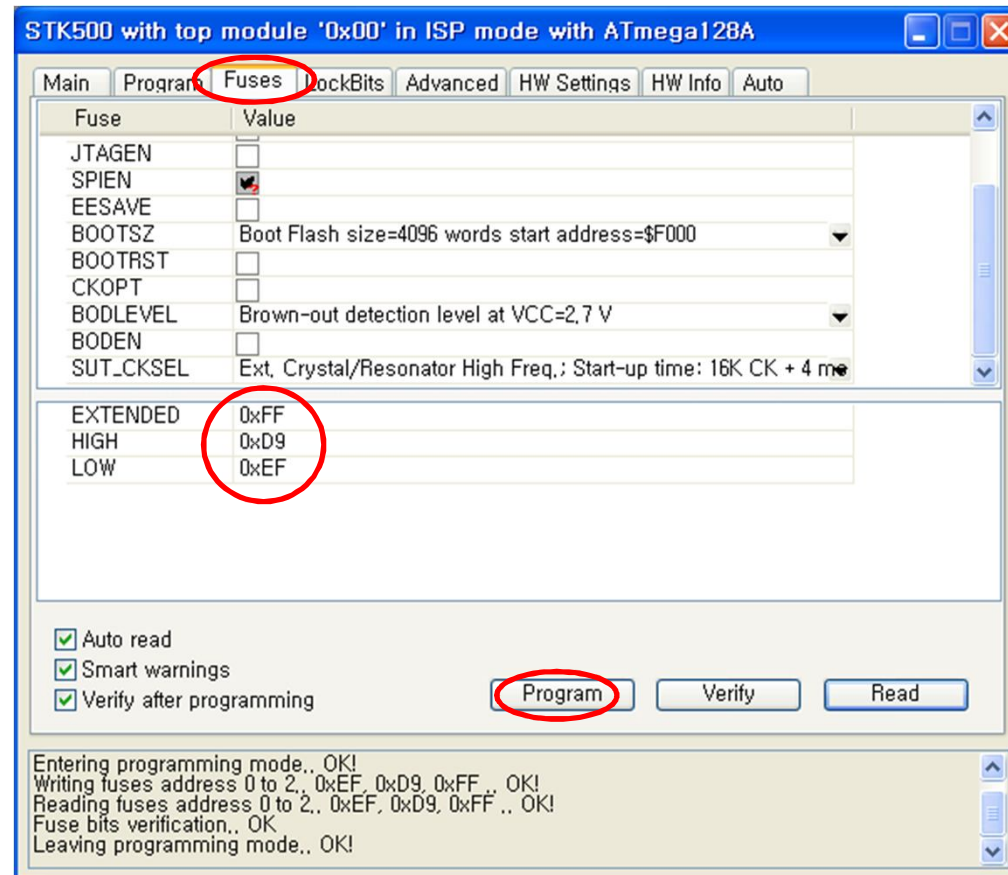 STK500 with top module '0x00' in ISP mode with ATmega128A
Main Program Fuses LockBits Advanced HW Settings HW Info Auto
Fuse Value
JTAGEN
SPIEN
EESAVE
BOOTSZ Boot Flash size=4096 words start address=$F000
BOOTRST
CKOPT
BODLEVEL Brown-out detection level at VCC=2,7 V
BODEN
SUT_CKSEL Ext, Crystal/Resonator High Freq,; Start-up time: 16K CK + 4
EXTENDED 0xFF
HIGH 0xD9
LOW 0xEF
Auto read
Smart warnings
Verify after programming
Program Verify Read
Entering programming mode,, OK!
Writing fuses address 0 to 2,, 0xEF, 0xD9, 0xFF ,, OK!
Reading fuses address 0 to 2,, 0xEF, 0xD9, 0xFF ,, OK!
Fuse bits verification,, OK
Leaving programming mode,, OK!